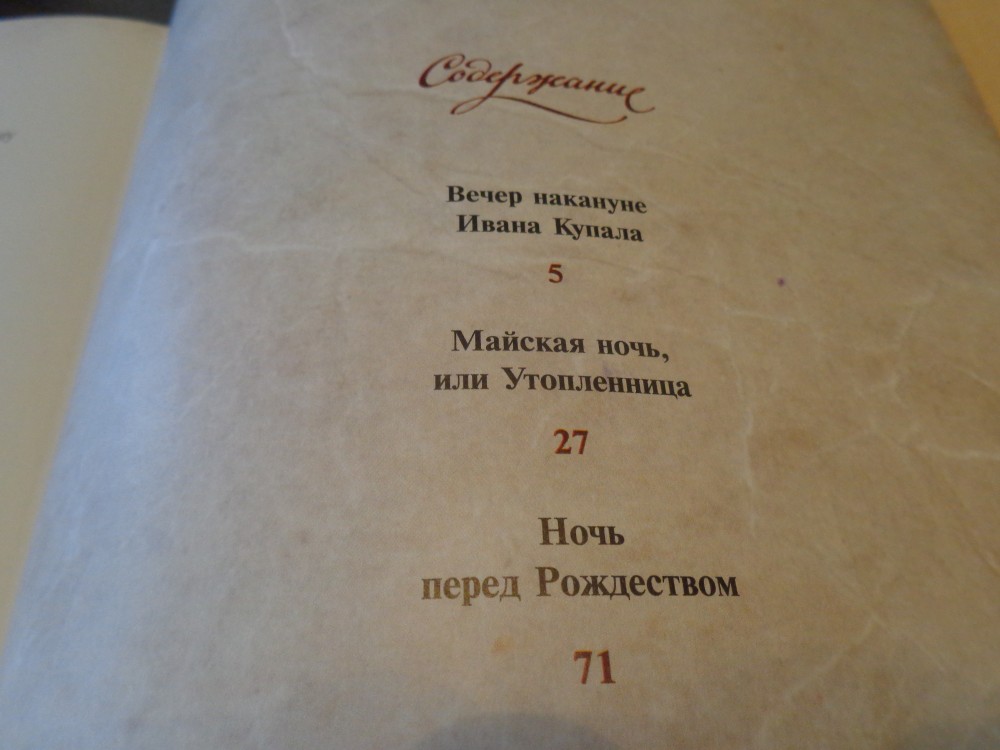 Содержание
Вечер накануне
Ивана Купала
5
Майская ночь,
или Утопленница
27
Ночь
перед Рождеством
71